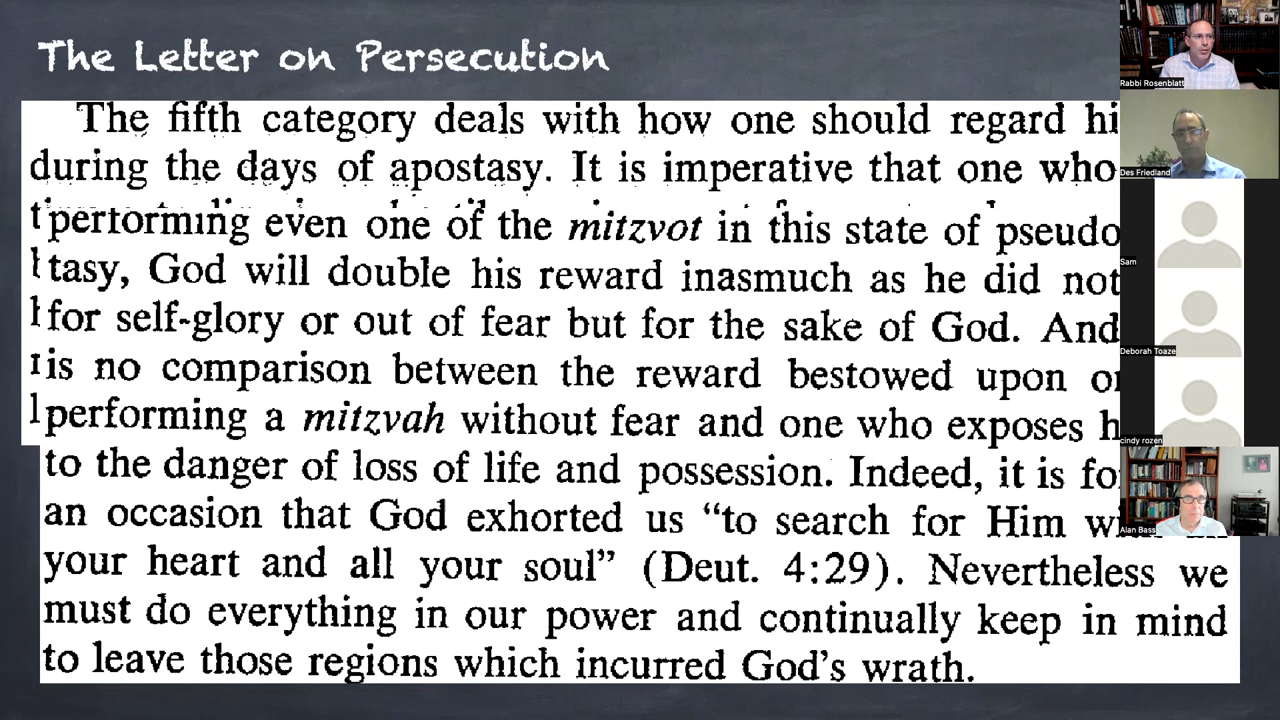 The Letter on Persecution
The fifth category deals with how one should regard hi
during the days of apostasy. It is imperative that one who
performing even one of the mitzvot in this state of pseudo
tasy, God will double his reward inasmuch as he did not
for self-glory or out of fear but for the sake of God. And
is no comparison between the reward bestowed upon
performing a mitzvah without fear and one who exposes h
to the danger of loss of life and possession. Indeed, it is fo
an occasion that God exhorted us “to search for Him
your heart and all your soul” (Deut. 4:29). Nevertheless we
must do everything in our power and continually keep in mind
to leave those regions which incurred God’s wrath.
Rabbi Rosenblatt
Des Friedland
Sam
Deborah Toaze
cindy rozen
Alan Bass